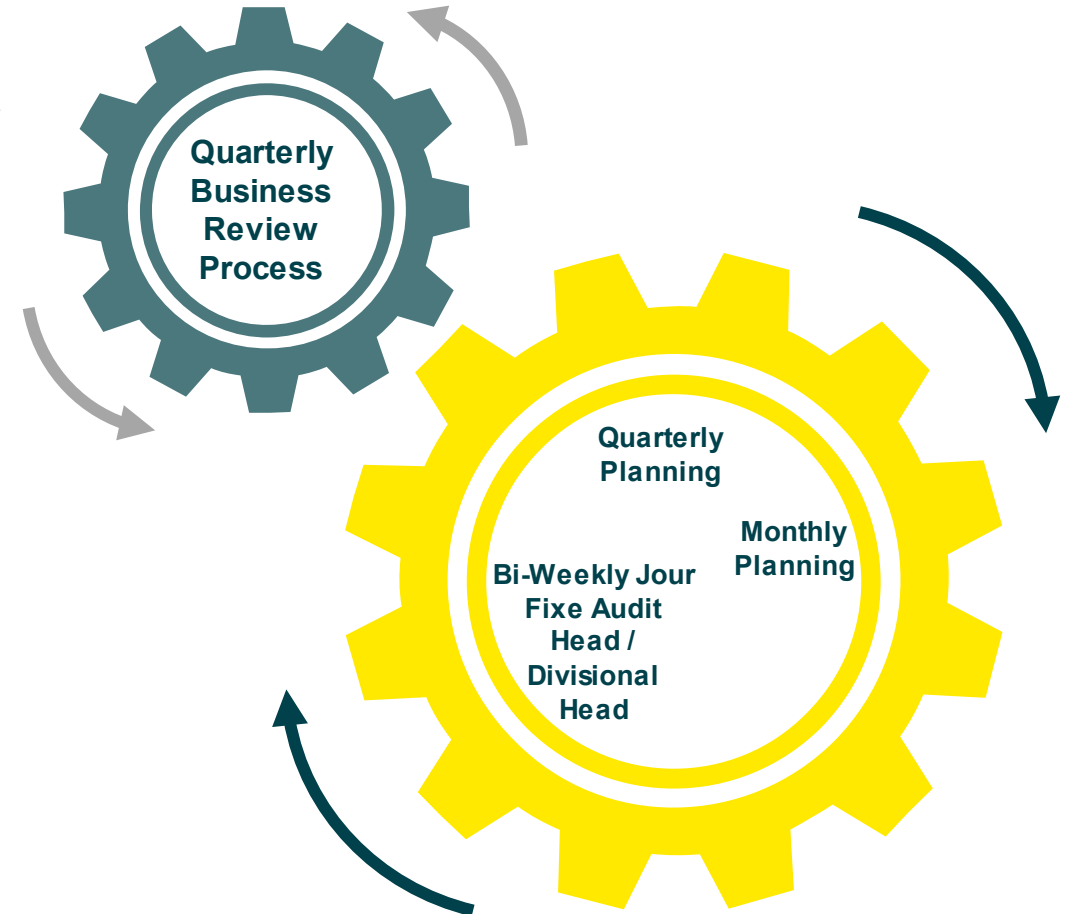 Quarterly
Business
Review
Process
Quarterly
Planning
Monthly
Planning
Bi-Weekly Jour
Fixe Audit
Head /
Divisional
Head